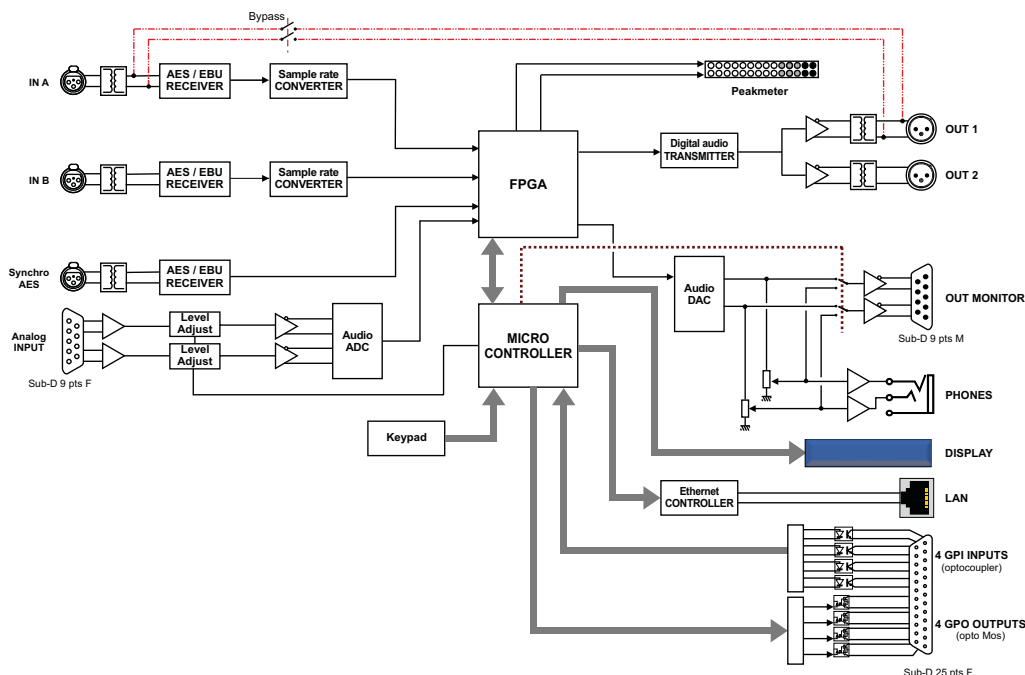 Bypass
IN A
AES / EBU
RECEIVER
Sample rate
CONVERTER
Peakmeter
OUT 1
Digital audio
TRANSMITTER
FPGA
IN B
AES / EBU
RECEIVER
Sample rate
CONVERTER
OUT 2
Synchro
AES
AES / EBU
RECEIVER
Audio
DAC
OUT MONITOR
Sub-D 9 pts M
Analog
INPUT
Level
Adjust
Level
Adjust
Audio
ADC
MICRO
CONTROLLER
Sub-D 9 pts F
PHONES
Keypad
DISPLAY
Ethernet
CONTROLLER
LAN
4 GPI INPUTS
(optocoupler)
4 GPO OUTPUTS
(opto Mos)
Sub-D 25 pts F